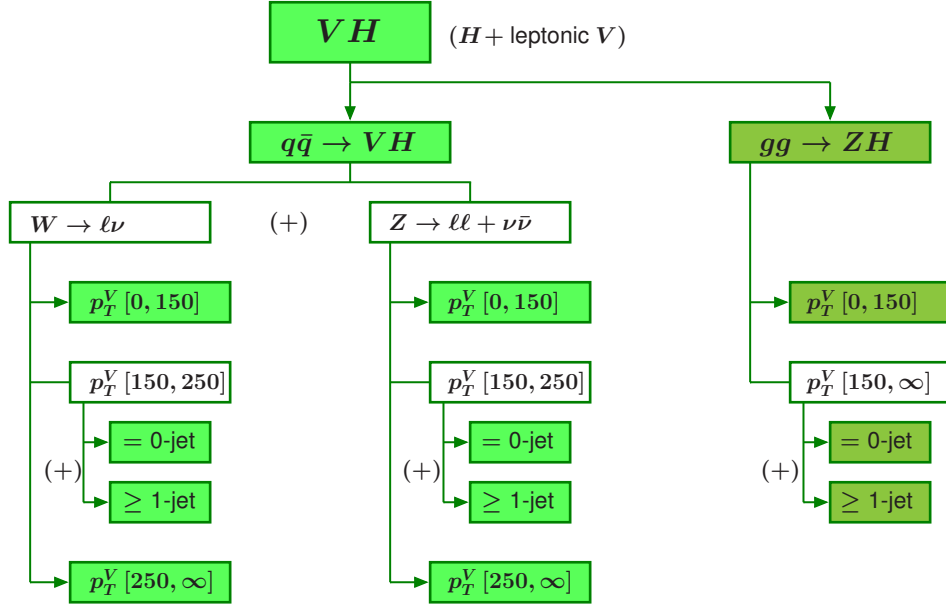 VH (H + leptonic V)
qq̄ → VH gg → ZH
W → ℓν (+) Z → ℓℓ + νν̄
p_T^V [0, 150] p_T^V [0, 150] p_T^V [0, 150]
p_T^V [150, 250] p_T^V [150, 250] p_T^V [150, ∞]
= 0-jet = 0-jet = 0-jet
(+) (+) (+)
≥ 1-jet ≥ 1-jet ≥ 1-jet
p_T^V [250, ∞] p_T^V [250, ∞]